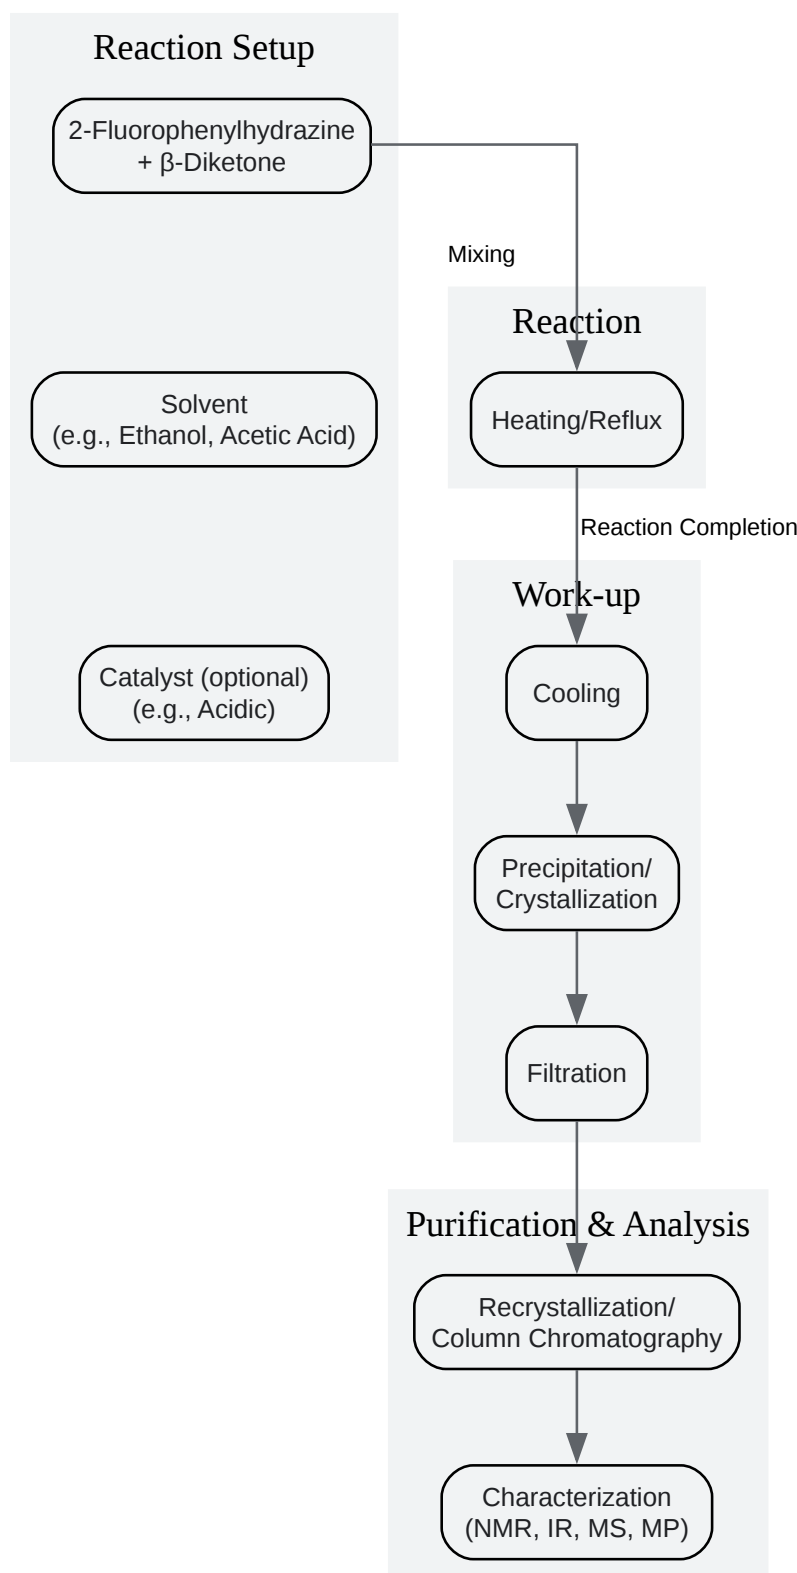 Reaction Setup
2-Fluorophenylhydrazine
+ β-Diketone
Mixing
Reaction
Solvent
(e.g., Ethanol, Acetic Acid)
Heating/Reflux
Reaction Completion
Work-up
Catalyst (optional)
(e.g., Acidic)
Cooling
Precipitation/
Crystallization
Filtration
Purification & Analysis
Recrystallization/
Column Chromatography
Characterization
(NMR, IR, MS, MP)